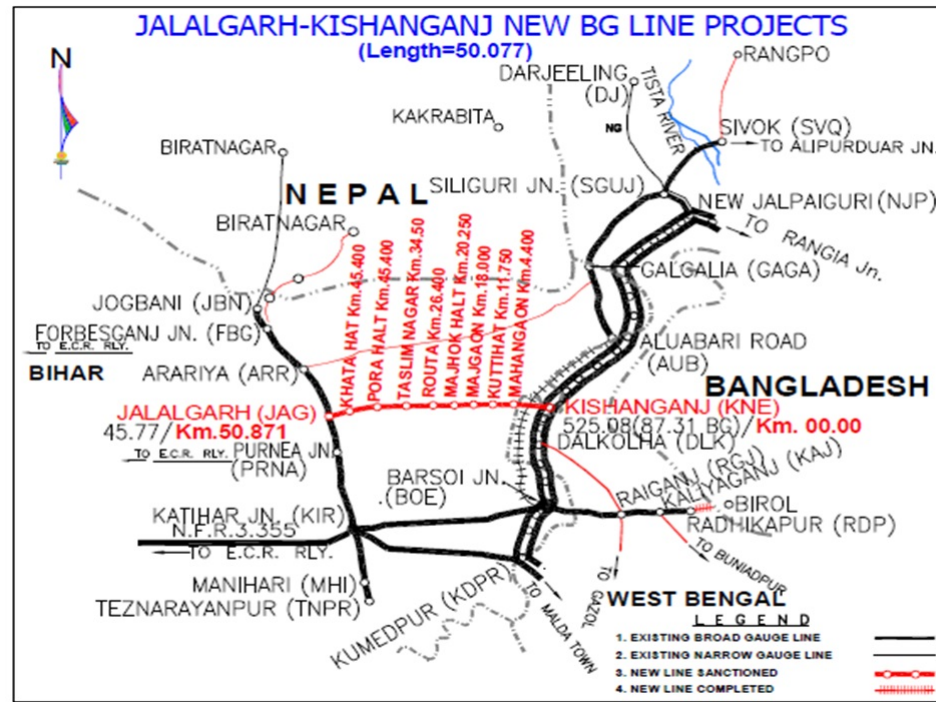 JALALGARH-KISHANGANJ NEW BG LINE PROJECTS
(Length=50.077)
N
RANGPO
DARJEELING
(DJ)
TISTA RIVER
KAKRABITA
NG
SIVOK (SVQ)
TO ALIPURDUAR JN.
BIRATNAGAR
NEPAL
SILIGURI JN. (SGUJ)
NEW JALPAIGURI (NJP)
BIRATNAGAR
TO RANGIA Jn.
KHATA HAT Km.45.400
PORA HALT Km.45.400
TASLIM NAGAR Km.34.50
ROUTA Km.26.400
MAJHOK HALT Km.20.250
MAJGAON Km.18.000
KUTTIHAT Km.11.750
MAHANGAON Km.4.400
GALGALIA (GAGA)
JOGBANI (JBN)
FORBESGANJ JN. (FBG)
TO E.C.R. RLY.
ALUABARI ROAD
(AUB)
BIHAR
ARARIYA (ARR)
BANGLADESH
JALALGARH (JAG)
45.77/Km.50.871
KISHANGANJ (KNE)
525.08(87.31 BG)/Km. 00.00
TO E.C.R. RLY.
PURNEA JN.
(PRNA)
DALKOLHA (DLK)
BARSOI JN.
(BOE)
RAIGANJ (RGJ)
KALIYAGANJ (KAJ)
BIROL
RADHIKAPUR (RDP)
KATIHAR JN. (KIR)
N.F.R.3.355
TO E.C.R. RLY.
TO BUNIADPUR
MANIHARI (MHI)
TEZNARAYANPUR (TNPR)
KUMEDPUR (KDPR)
TO MALDA TOWN
TO GAZOL
WEST BENGAL
LEGEND
1. EXISTING BROAD GAUGE LINE
2. EXISTING NARROW GAUGE LINE
3. NEW LINE SANCTIONED
4. NEW LINE COMPLETED